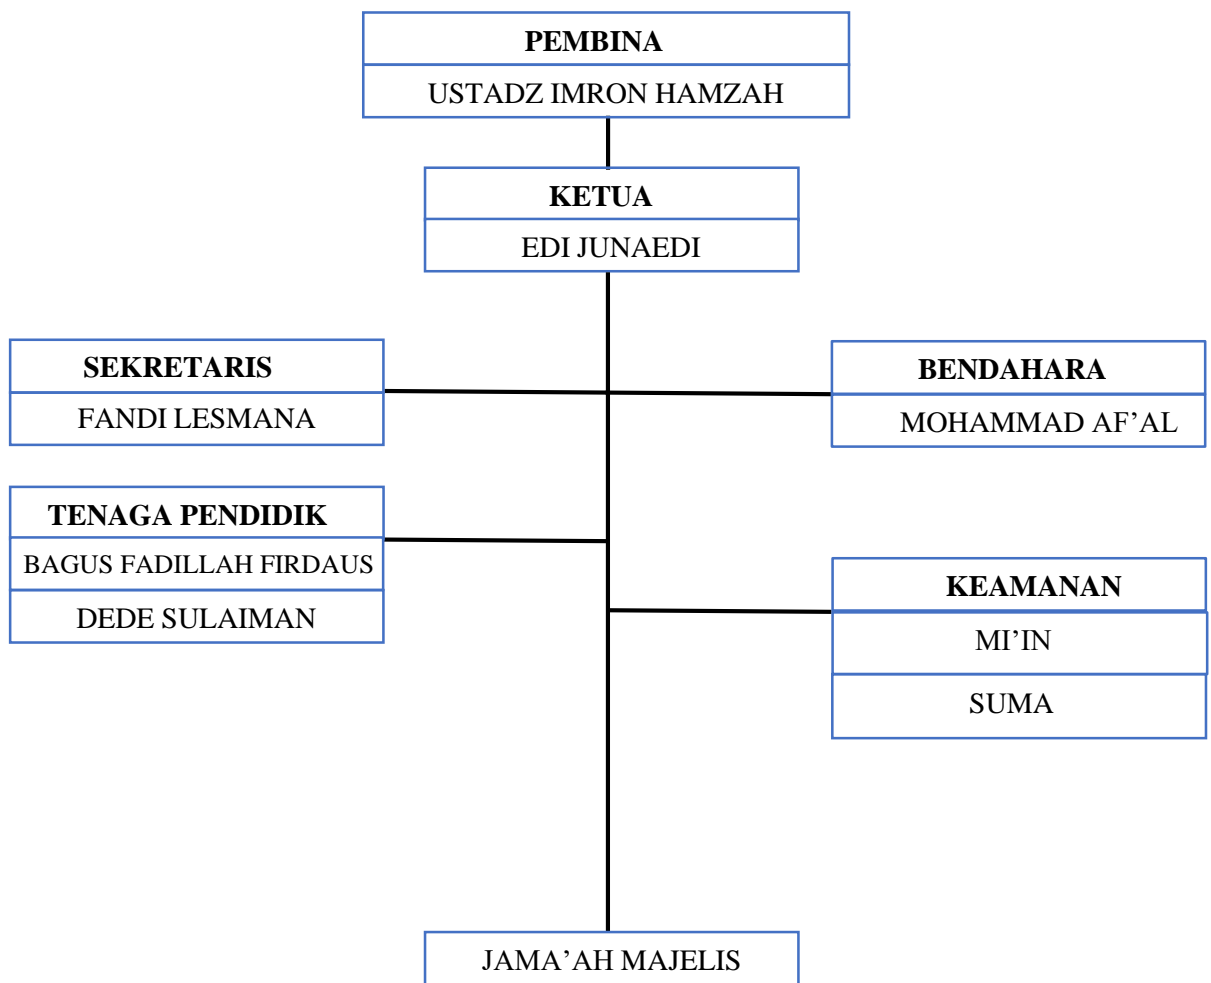 PEMBINA
USTADZ IMRON HAMZAH
KETUA
EDI JUNAEDI
SEKRETARIS
FANDI LESMANA
BENDAHARA
MOHAMMAD AF’AL
TENAGA PENDIDIK
BAGUS FADILLAH FIRDAUS
DEDE SULAIMAN
KEAMANAN
MI’IN
SUMA
JAMA’AH MAJELIS